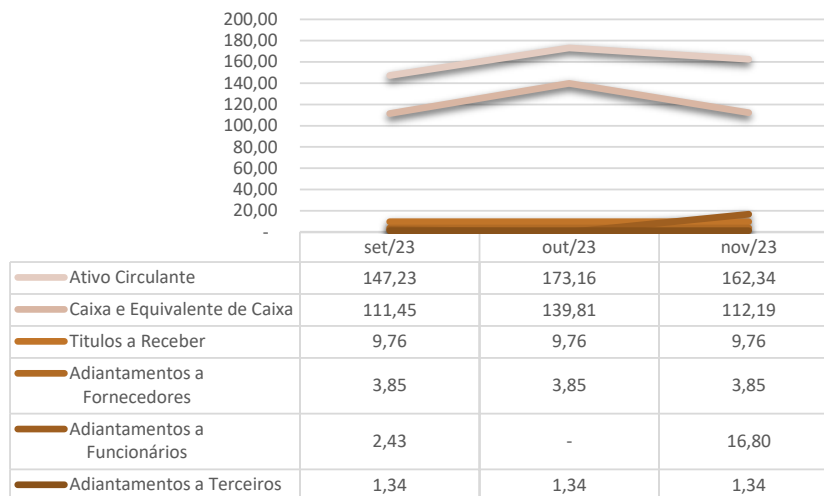 200,00
180,00
160,00
140,00
120,00
100,00
80,00
60,00
40,00
20,00
-
set/23 out/23 nov/23
Ativo Circulante 147,23 173,16 162,34
Caixa e Equivalente de Caixa 111,45 139,81 112,19
Titulos a Receber 9,76 9,76 9,76
Adiantamentos a
Fornecedores 3,85 3,85 3,85
Adiantamentos a
Funcionários 2,43 - 16,80
Adiantamentos a Terceiros 1,34 1,34 1,34